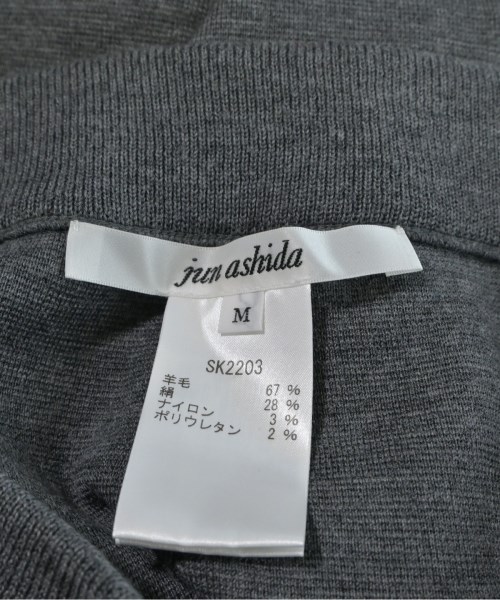 jun ashida
M
SK2203
羊毛 67 %
絹 28 %
ナイロン 3 %
ポリウレタン 2 %